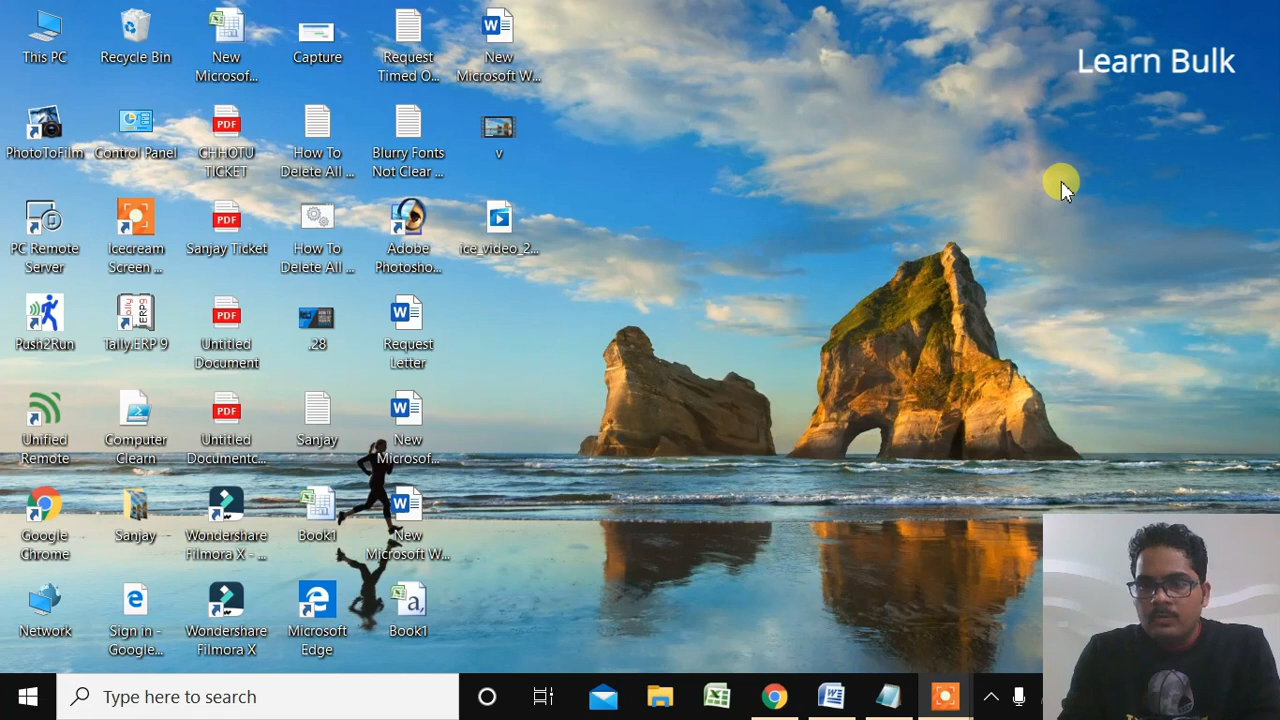 Learn Bulk
This PC
Recycle Bin
New
Microsof...
Capture
Request
Timed O...
New
Microsoft W...
PhotoToFilm
Control Panel
PDF
CHHOTU
TICKET
How To
Delete All ...
Blurry Fonts
Not Clear ...
v
PC Remote
Server
Icecream
Screen ...
PDF
Sanjay Ticket
How To
Delete All ...
Adobe
Photosho...
ice_video_2...
Push2Run
Tally.ERP 9
PDF
Untitled
Document
.28
Request
Letter
Unified
Remote
Computer
Clearn
PDF
Untitled
Documentc...
Sanjay
New
Microsof...
Google
Chrome
Sanjay
Wondershare
Filmora X - ...
Book1
New
Microsoft W...
Network
Sign in -
Google...
Wondershare
Filmora X
Microsoft
Edge
Book1
Type here to search